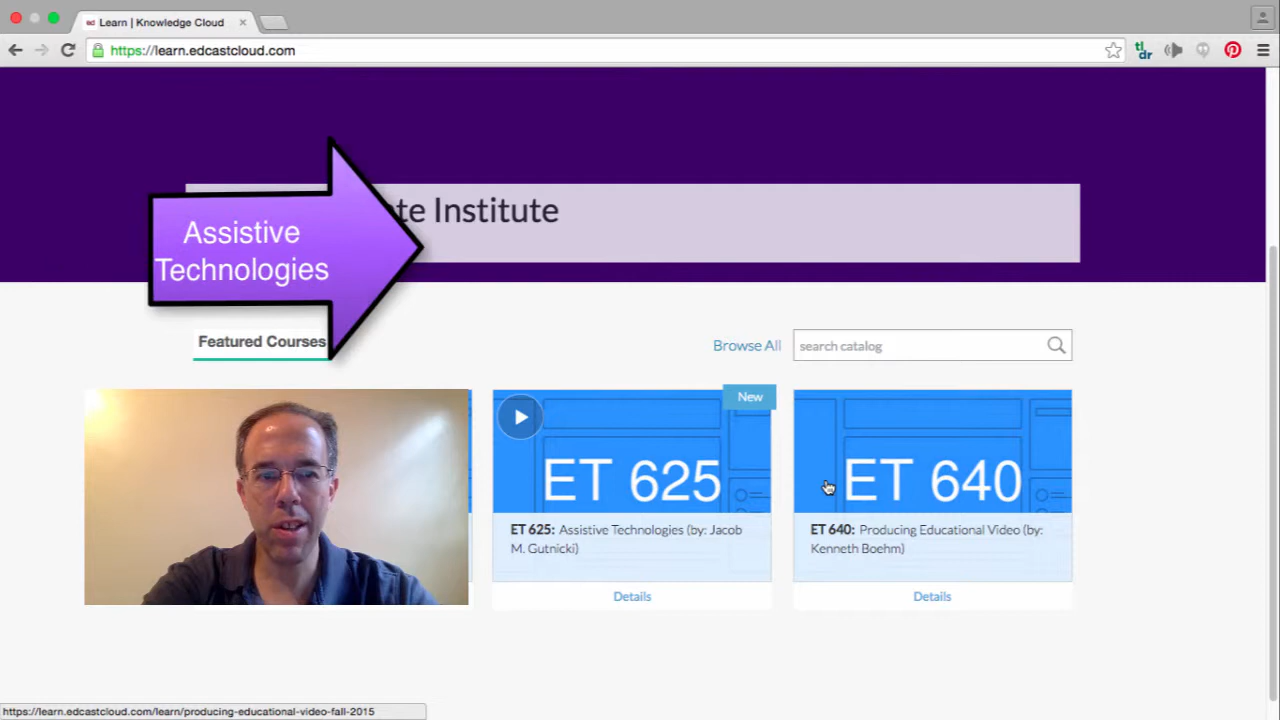 Learn | Knowledge Cloud
https://learn.edcastcloud.com
tl
dr
Institute
Assistive
Technologies
Featured Courses
Browse All
search catalog
New
ET 625
ET 640
ET 625: Assistive Technologies (by: Jacob
M. Gutnicki)
ET 640: Producing Educational Video (by:
Kenneth Boehm)
Details
Details
https://learn.edcastcloud.com/learn/producing-educational-video-fall-2015